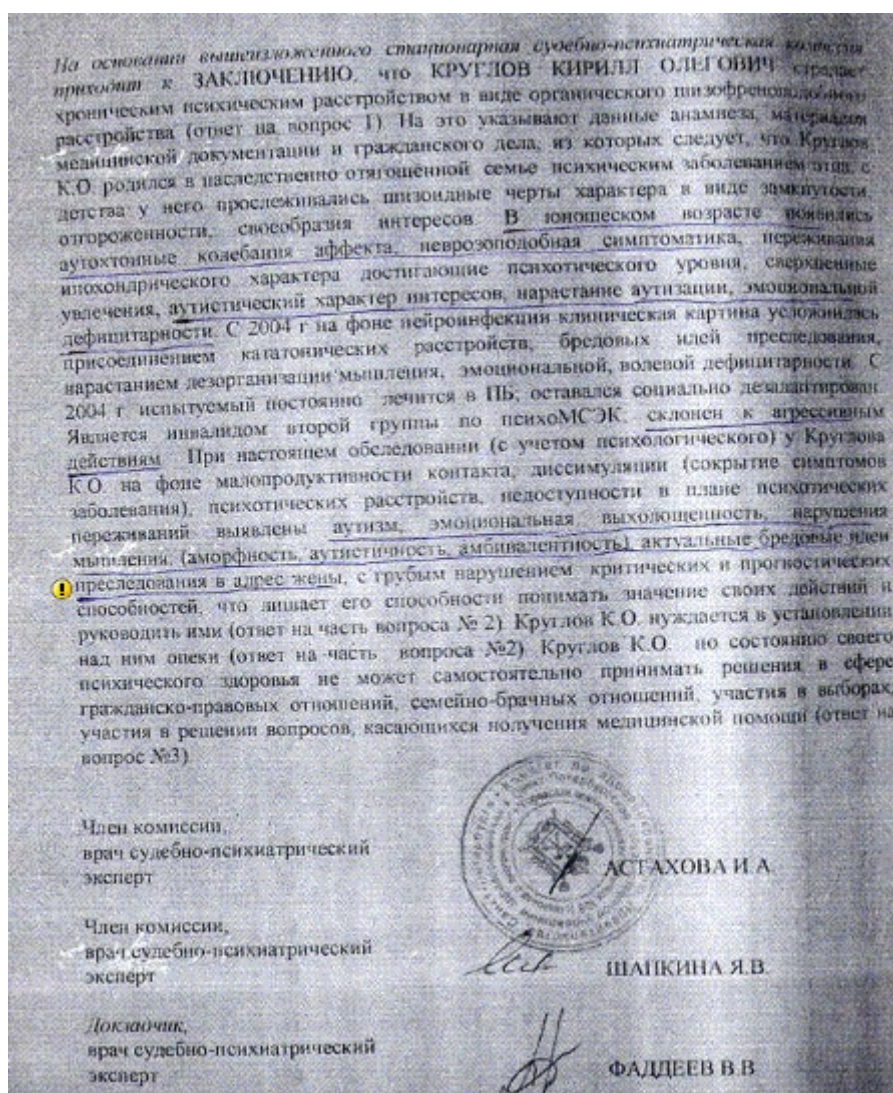 На основании вышеизложенного стационарная судебно-психиатрическая комиссия
приходит к ЗАКЛЮЧЕНИЮ, что КРУГЛОВ КИРИЛЛ ОЛЕГОВИЧ страдает
хроническим психическим расстройством в виде органического шизофреноподобного
расстройства (ответ на вопрос 1). На это указывают данные анамнеза, материалов
медицинской документации и гражданского дела, из которых следует, что Круглов
К.О. родился в наследственно отягощенной семье психическим заболеванием отца, с
детства у него прослеживались шизоидные черты характера в виде замкнутости,
отгороженности, своеобразия интересов. В юношеском возрасте появились
аутохтонные колебания аффекта, неврозоподобная симптоматика, переживания
ипохондрического характера достигающие психотического уровня, сверхценные
увлечения, аутистический характер интересов, нарастание аутизации, эмоциональной
дефицитарности. С 2004 г на фоне нейроинфекции клиническая картина усложнилась
присоединением кататонических расстройств, бредовых идей преследования,
нарастанием дезорганизации мышления, эмоциональной, волевой дефицитарности. С
2004 г. испытуемый постоянно лечится в ПБ, оставался социально дезадаптирован.
Является инвалидом второй группы по психоМСЭК, склонен к агрессивным
действиям. При настоящем обследовании (с учетом психологического) у Круглова
К.О. на фоне малопродуктивности контакта, диссимуляции (сокрытие симптомов
заболевания), психотических расстройств, недоступности в плане психотических
переживаний выявлены аутизм, эмоциональная выхолощенность, нарушения
мышления, (аморфность, аутистичность, амбивалентность), актуальные бредовые идеи
преследования в адрес жены, с грубым нарушением критических и прогностических
способностей, что лишает его способности понимать значение своих действий и
руководить ими (ответ на часть вопроса № 2). Круглов К.О. нуждается в установлении
над ним опеки (ответ на часть вопроса №2). Круглов К.О. по состоянию своего
психического здоровья не может самостоятельно принимать решения в сфере
гражданско-правовых отношений, семейно-брачных отношений, участия в выборах,
участия в решении вопросов, касающихся получения медицинской помощи (ответ на
вопрос №3)
Член комиссии,
врач судебно-психиатрический
эксперт
АСТАХОВА И.А.
Член комиссии,
врач судебно-психиатрический
эксперт
ШАПКИНА Я.В.
Докладчик,
врач судебно-психиатрический
эксперт
ФАДДЕЕВ В.В.